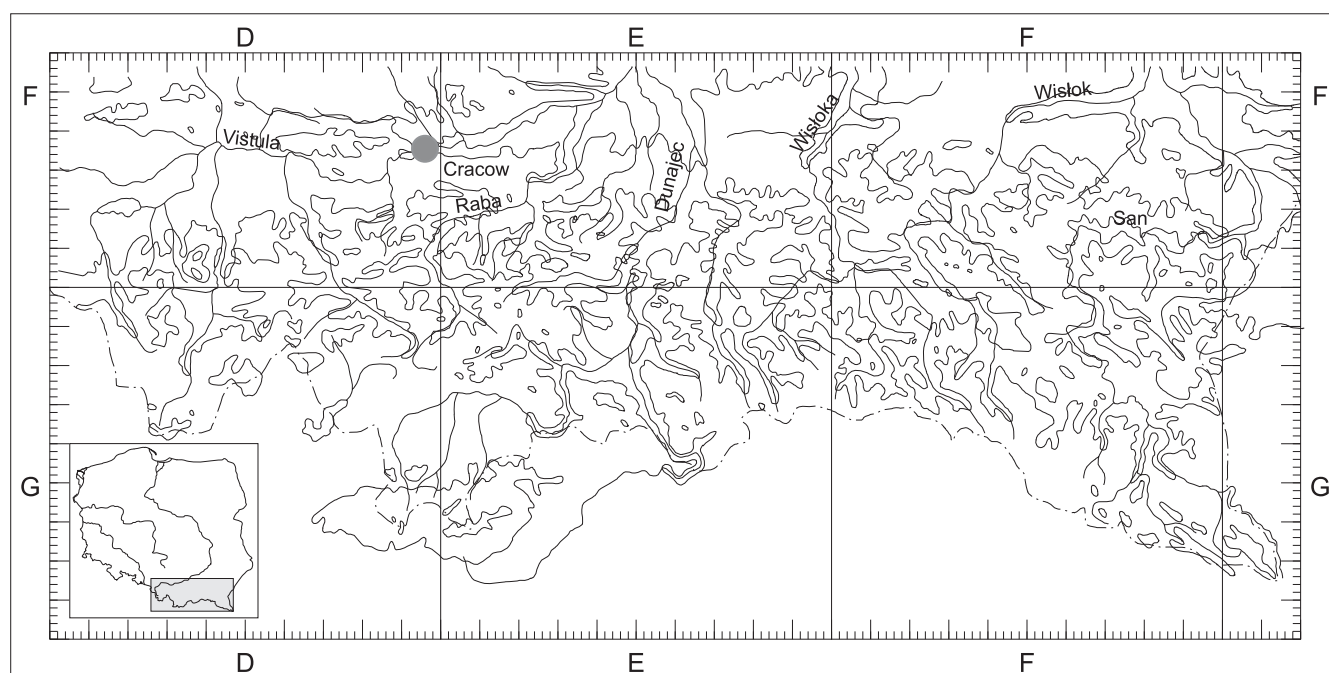 D E F
F Wisłok F
Wisłoka
Vistula
Cracow
Dunajec
Raba
San
G G
D E F